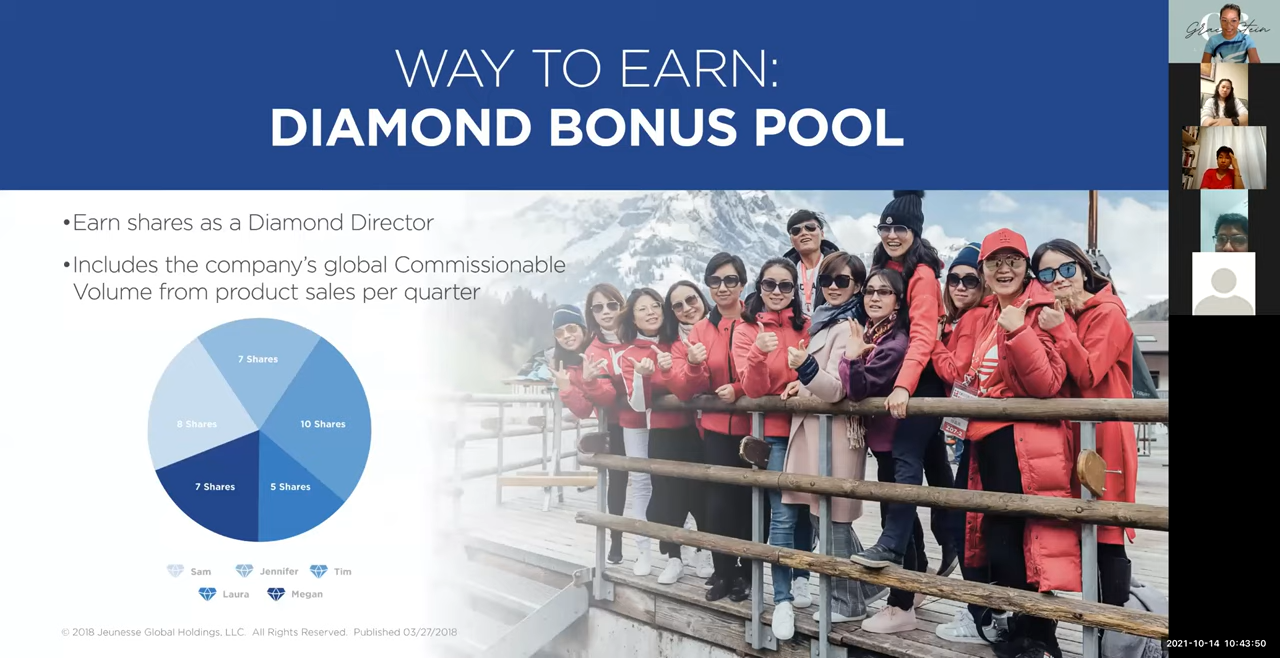 WAY TO EARN:
DIAMOND BONUS POOL
•Earn shares as a Diamond Director
•Includes the company's global Commissionable
Volume from product sales per quarter
7 Shares
8 Shares
10 Shares
7 Shares
5 Shares
Sam
Jennifer
Tim
Laura
Megan
© 2018 Jeunesse Global Holdings, LLC. All Rights Reserved. Published 03/27/2018
2021-10-14 10:43:50